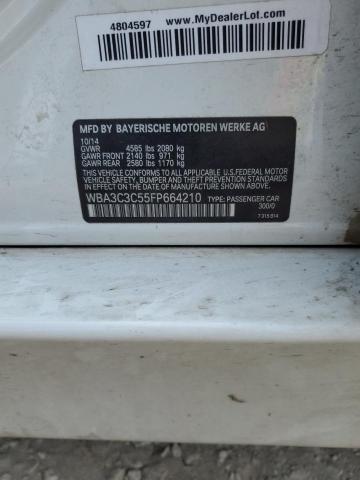 4804597
www.
MyDealerLot.com
MFD BY BAYERISCHE MOTOREN WERKE AG
10/14
GVWR 4585 lbs 2080 kg
GAWR FRONT 2140 lbs 971 kg
GAWR REAR 2580 lbs 1170 kg
THIS VEHICLE CONFORMS TO ALL APPLICABLE U.S. FEDERAL MOTOR
VEHICLE SAFETY, BUMPER, AND THEFT PREVENTION STANDARDS
IN EFFECT ON THE DATE OF MANUFACTURE SHOWN ABOVE.
WBA3C3C55FP664210 TYPE: PASSENGER CAR
300/0
7315814